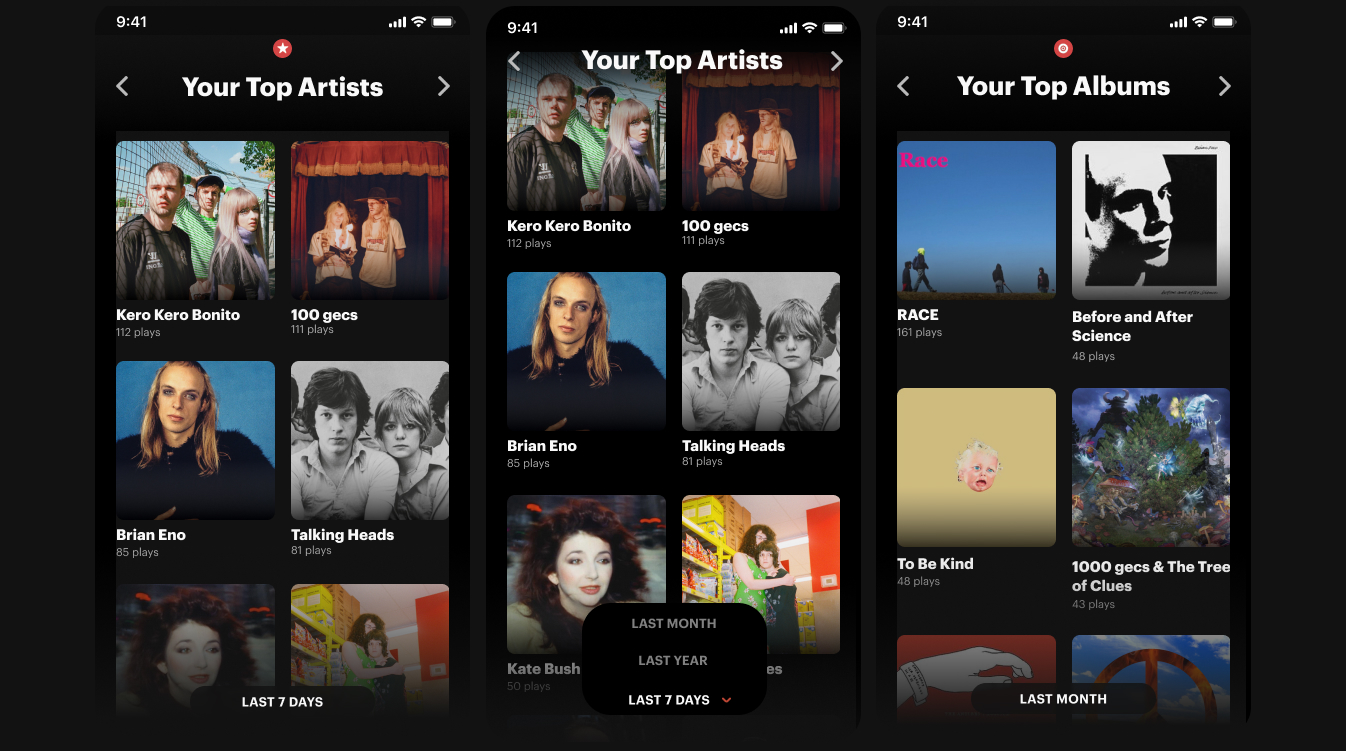 9:41
Your Top Artists
Kero Kero Bonito
112 plays
100 gecs
111 plays
Brian Eno
85 plays
Talking Heads
81 plays
LAST 7 DAYS
9:41
Your Top Artists
Kero Kero Bonito
112 plays
100 gecs
111 plays
Brian Eno
85 plays
Talking Heads
81 plays
Kate Bush
50 plays
es
LAST MONTH
LAST YEAR
LAST 7 DAYS
9:41
Your Top Albums
Race
RACE
161 plays
Before and After
Science
48 plays
To Be Kind
48 plays
1000 gecs & The Tree
of Clues
43 plays
LAST MONTH